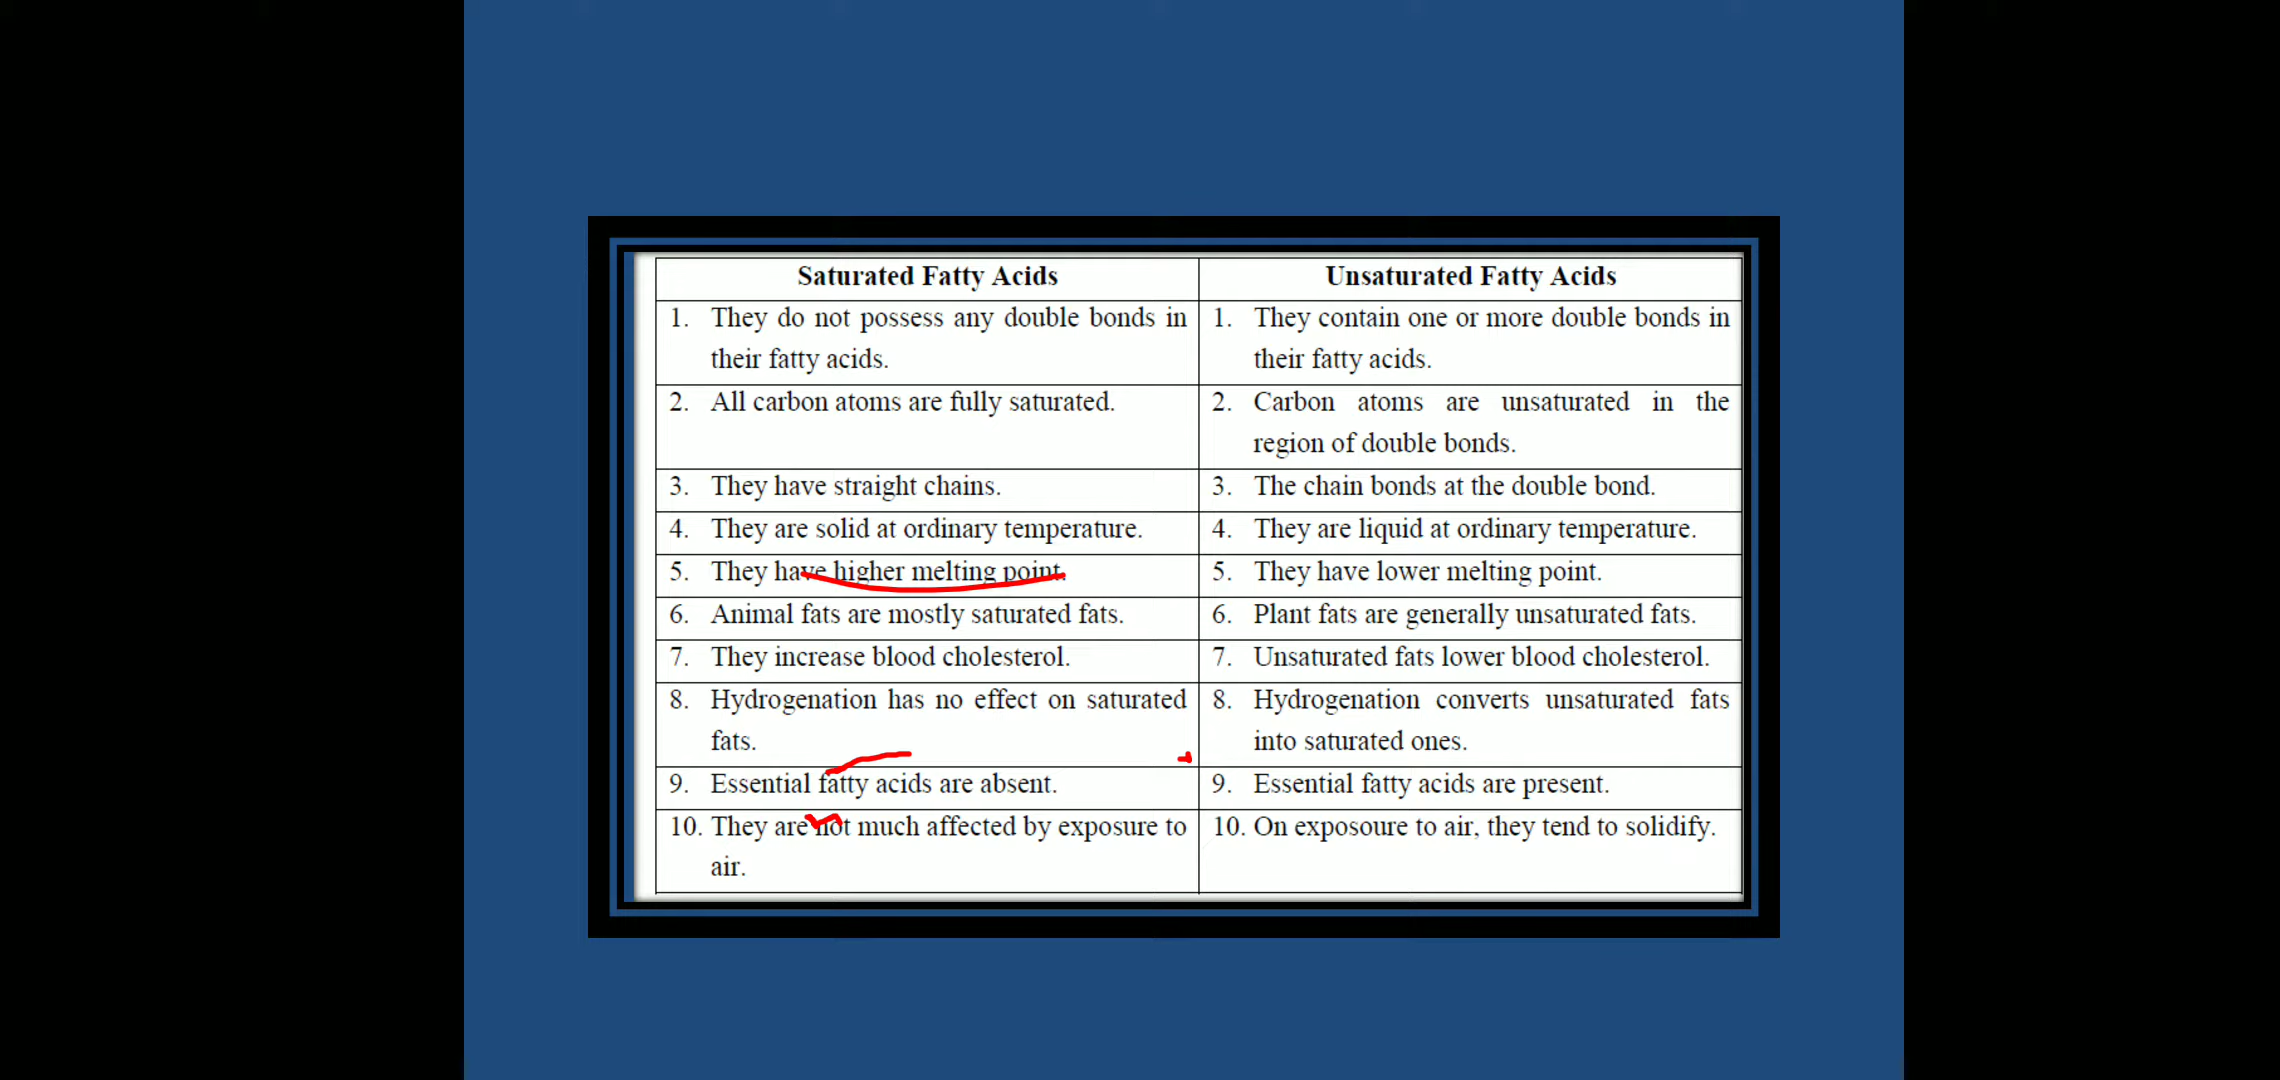 Saturated Fatty Acids
Unsaturated Fatty Acids
1. They do not possess any double bonds in
their fatty acids.
1. They contain one or more double bonds in
their fatty acids.
2. All carbon atoms are fully saturated.
2. Carbon atoms are unsaturated in the
region of double bonds.
3. They have straight chains.
3. The chain bonds at the double bond.
4. They are solid at ordinary temperature.
4. They are liquid at ordinary temperature.
5. They have higher melting point.
5. They have lower melting point.
6. Animal fats are mostly saturated fats.
6. Plant fats are generally unsaturated fats.
7. They increase blood cholesterol.
7. Unsaturated fats lower blood cholesterol.
8. Hydrogenation has no effect on saturated
fats.
8. Hydrogenation converts unsaturated fats
into saturated ones.
9. Essential fatty acids are absent.
9. Essential fatty acids are present.
10. They are not much affected by exposure to
air.
10. On exposoure to air, they tend to solidify.